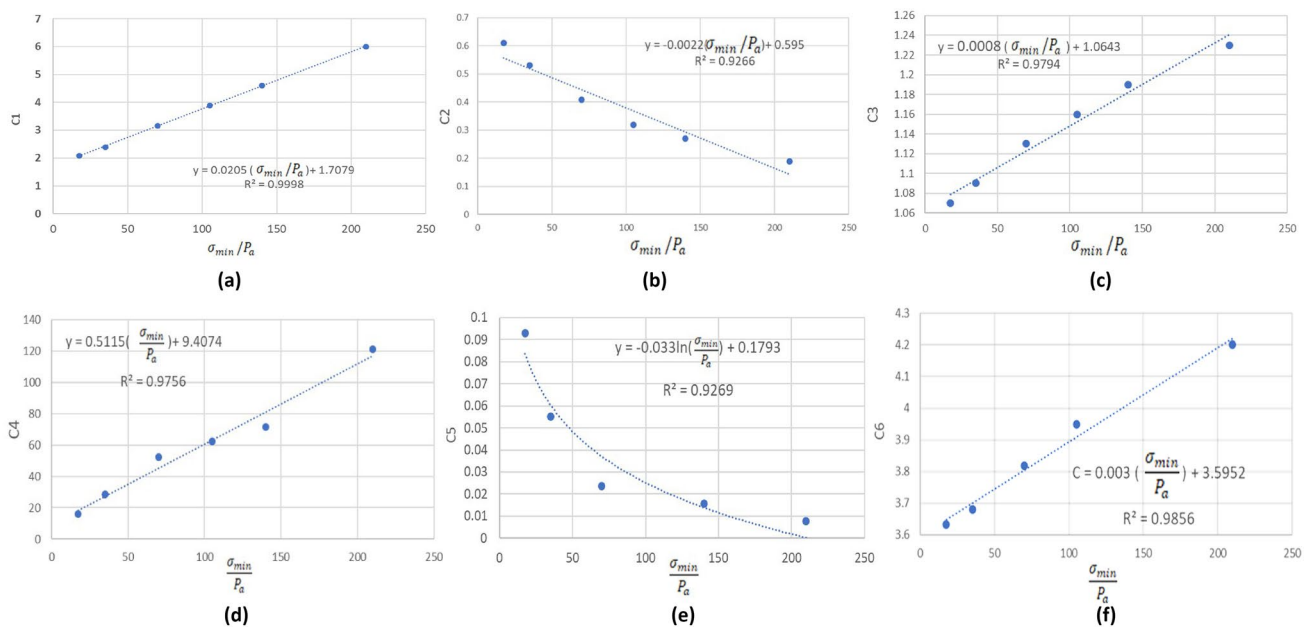 7
6
5
4
3
2
1
0
C1
y = 0.0205 ( σmin/Pa) + 1.7079
R² = 0.9998
0 50 100 150 200 250
σmin/Pa
(a)
0.7
0.6
0.5
0.4
0.3
0.2
0.1
0
C2
y = -0.0022(σmin/Pa)+ 0.595
R² = 0.9266
0 50 100 150 200 250
σmin/Pa
(b)
1.26
1.24
1.22
1.2
1.18
1.16
1.14
1.12
1.1
1.08
1.06
C3
y = 0.0008 ( σmin/Pa) + 1.0643
R² = 0.9794
0 50 100 150 200 250
σmin/Pa
(c)
140
120
100
80
60
40
20
0
C4
y = 0.5115( σmin/Pa)+ 9.4074
R² = 0.9756
0 50 100 150 200 250
σmin
Pa
(d)
0.1
0.09
0.08
0.07
0.06
0.05
0.04
0.03
0.02
0.01
0
C5
y = -0.033ln(σmin/Pa) + 0.1793
R² = 0.9269
0 50 100 150 200 250
σmin
Pa
(e)
4.3
4.2
4.1
4
3.9
3.8
3.7
3.6
C6
C = 0.003 (σmin/Pa) + 3.5952
R² = 0.9856
0 50 100 150 200 250
σmin
Pa
(f)